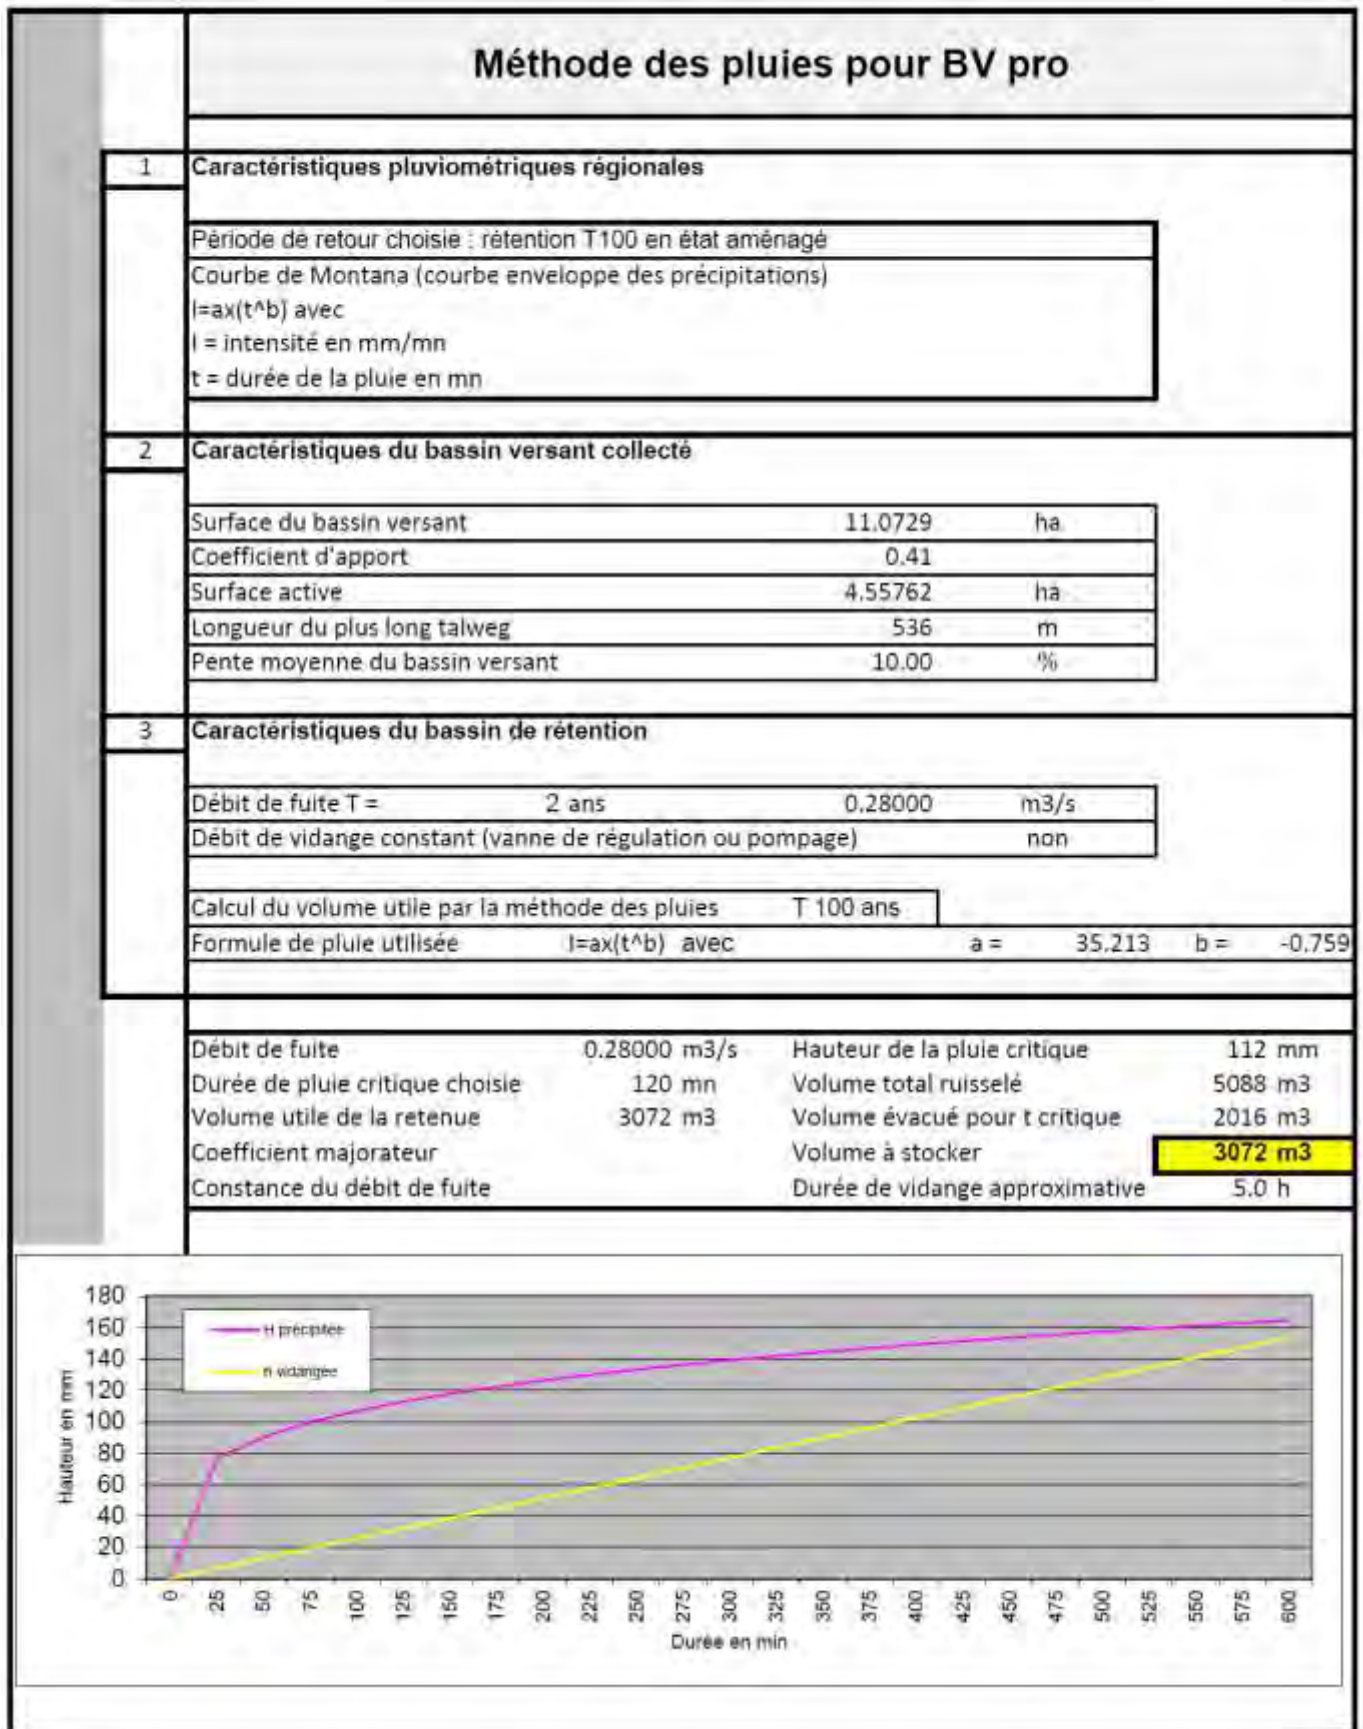 Méthode des pluies pour BV pro
1 Caractéristiques pluviométriques régionales
Période de retour choisie : rétention T100 en état aménagé
Courbe de Montana (courbe enveloppe des précipitations)
I=ax(t^b) avec
I = intensité en mm/mn
t = durée de la pluie en mn
2 Caractéristiques du bassin versant collecté
Surface du bassin versant 11.0729 ha
Coefficient d'apport 0.41
Surface active 4.55762 ha
Longueur du plus long talweg 536 m
Pente moyenne du bassin versant 10.00 %
3 Caractéristiques du bassin de rétention
Débit de fuite T = 2 ans 0.28000 m3/s
Débit de vidange constant (vanne de régulation ou pompage) non
Calcul du volume utile par la méthode des pluies T 100 ans
Formule de pluie utilisée I=ax(t^b) avec a = 35.213 b = -0.759
Débit de fuite 0.28000 m3/s Hauteur de la pluie critique 112 mm
Durée de pluie critique choisie 120 mn Volume total ruisselé 5088 m3
Volume utile de la retenue 3072 m3 Volume évacué pour t critique 2016 m3
Coefficient majorateur Volume à stocker 3072 m3
Constance du débit de fuite Durée de vidange approximative 5.0 h
180
160
140
120
100
80
60
40
20
0
Hauteur en mm
H précipitée
h vidangée
0 25 50 75 100 125 150 175 200 225 250 275 300 325 350 375 400 425 450 475 500 525 550 575 600
Durée en min